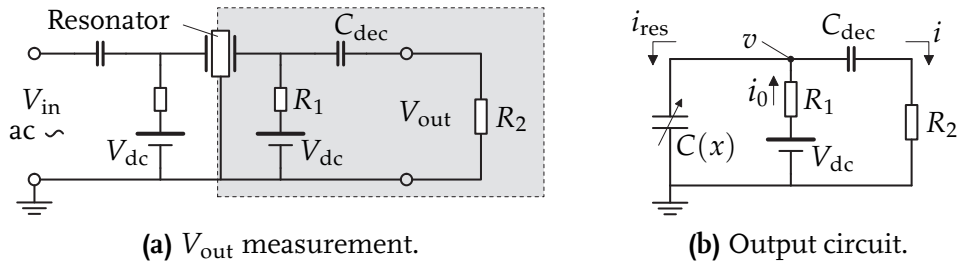 Resonator
C_dec
V_in
ac ~
V_dc
R_1
V_dc
V_out
R_2
(a) V_out measurement.
i_res
v
C_dec
i
i_0
R_1
C(x)
V_dc
R_2
(b) Output circuit.